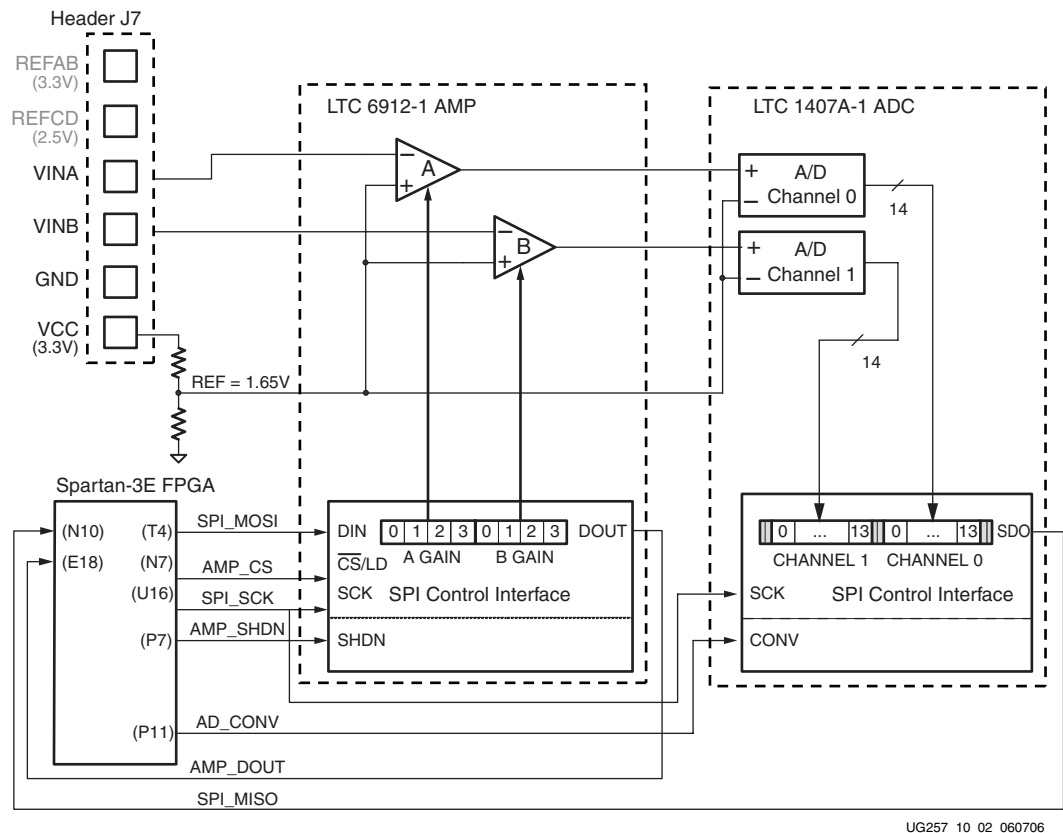 Header J7
REFAB
(3.3V)
REFCD
(2.5V)
VINA
VINB
GND
VCC
(3.3V)
REF = 1.65V
LTC 6912-1 AMP
A
B
LTC 1407A-1 ADC
A/D
Channel 0
14
A/D
Channel 1
14
Spartan-3E FPGA
(N10)
(E18)
(T4)
(N7)
(U16)
(P7)
(P11)
SPI_MOSI
AMP_CS
SPI_SCK
AMP_SHDN
AD_CONV
AMP_DOUT
SPI_MISO
DIN 0 1 2 3 0 1 2 3 DOUT
A GAIN B GAIN
CS/LD
SCK SPI Control Interface
SHDN
0 ... 13 0 ... 13 SDO
CHANNEL 1 CHANNEL 0
SCK SPI Control Interface
CONV
UG257_10_02_060706